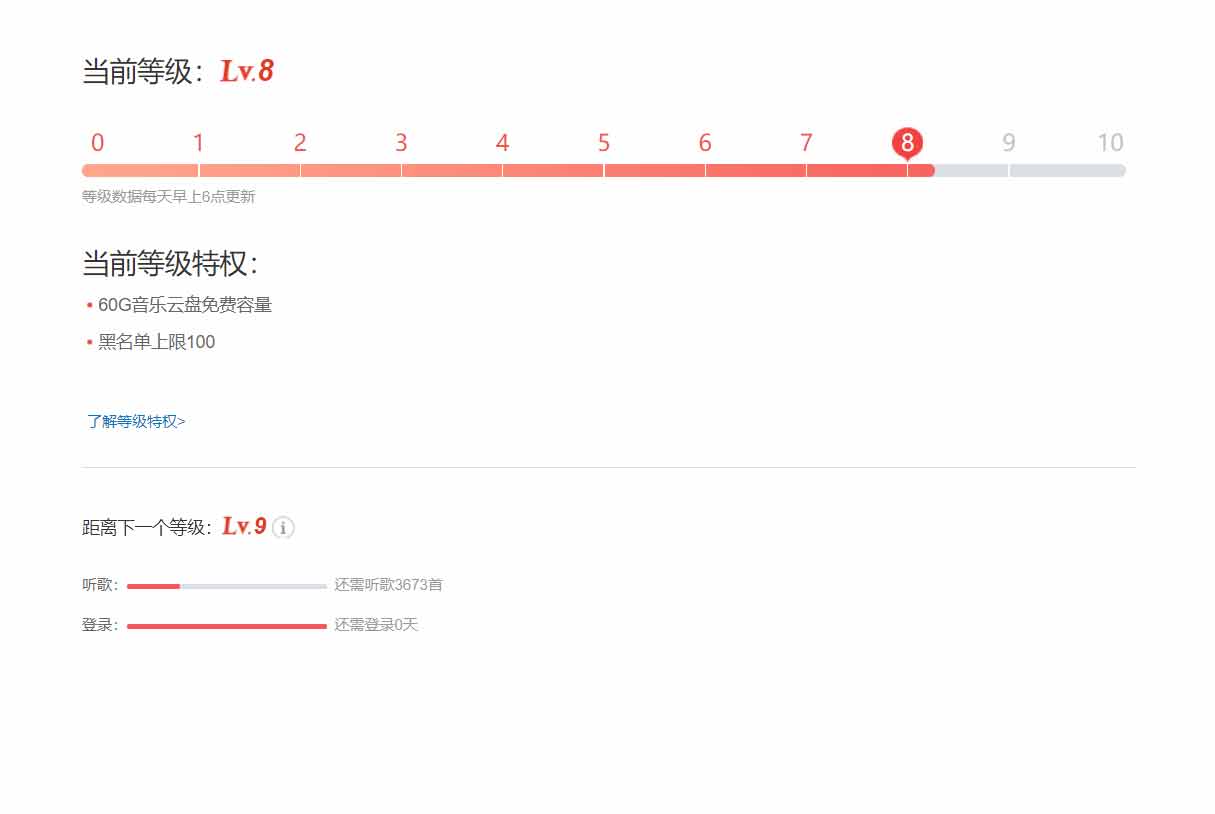 当前等级：Lv.8
0 1 2 3 4 5 6 7 8 9 10
等级数据每天早上6点更新
当前等级特权：
60G音乐云盘免费容量
黑名单上限100
了解等级特权>
距离下一个等级：Lv.9 i
听歌： 还需听歌3673首
登录： 还需登录0天